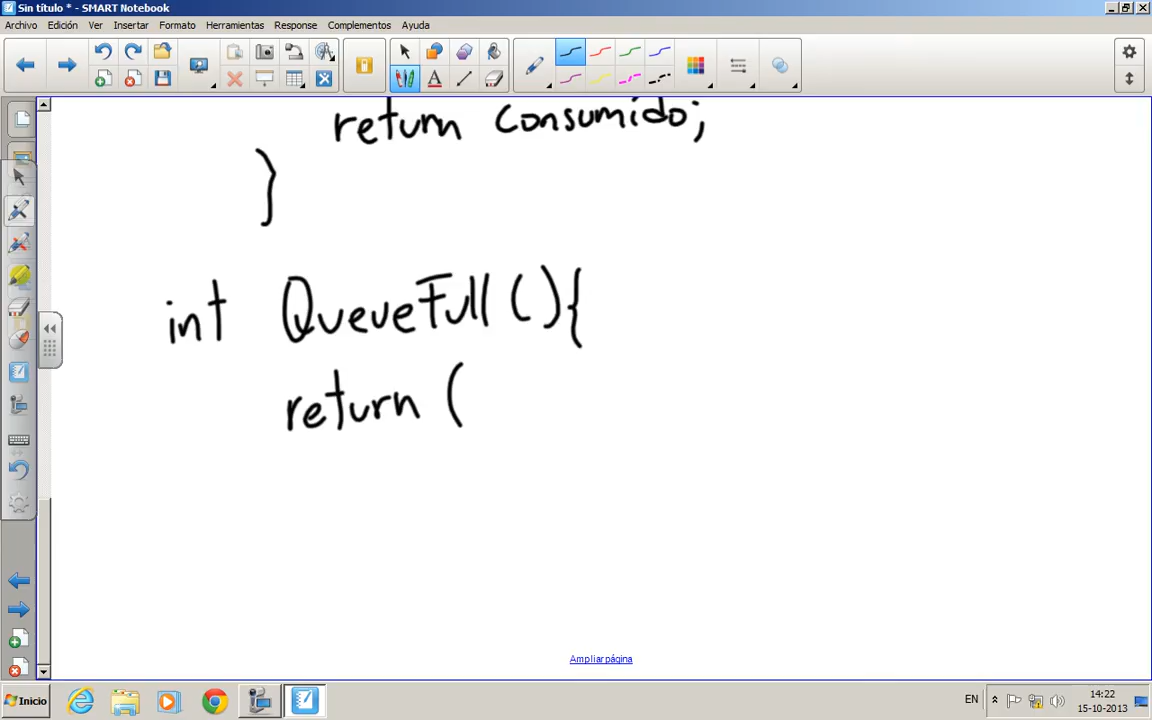 Sin título * - SMART Notebook
Archivo Edición Ver Insertar Formato Herramientas Response Complementos Ayuda
return consumido;
}
int QueueFull (){
return (
Ampliar página
Inicio
EN
14:22
15-10-2013